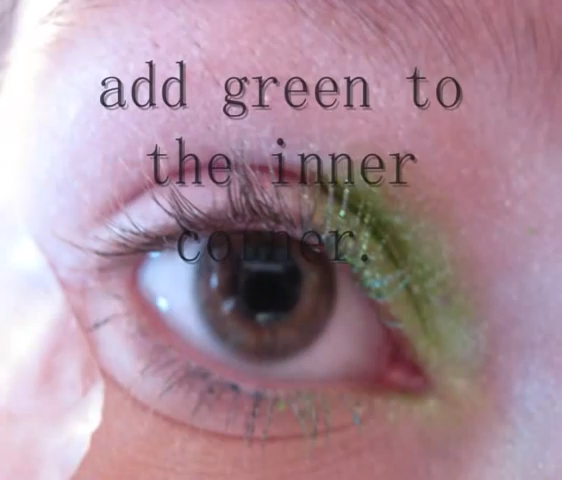 add green to
the inner
corner.